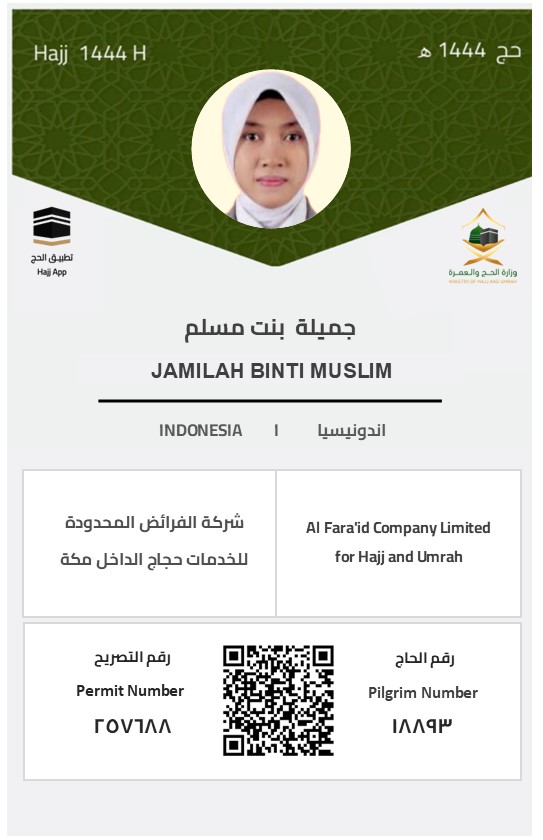 Hajj 1444 H
حج 1444 هـ
تطبيق الحج
Hajj App
وزارة الحـج والعـمـرة
MINISTRY OF HAJJ AND UMRAH
جميلة بنت مسلم
JAMILAH BINTI MUSLIM
INDONESIA | اندونيسيا
شركة الفرائض المحدودة
للخدمات حجاج الداخل مكة
Al Fara'id Company Limited
for Hajj and Umrah
رقم التصريح
Permit Number
٢٥٧٦٨٨
رقم الحاج
Pilgrim Number
١٨٨٩٣